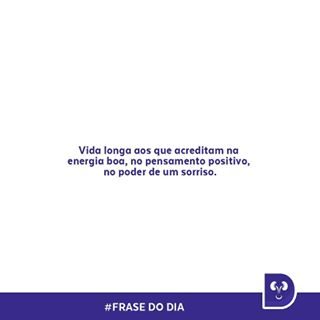 Vida longa aos que acreditam na
energia boa, no pensamento positivo,
no poder de um sorriso.
#FRASE DO DIA